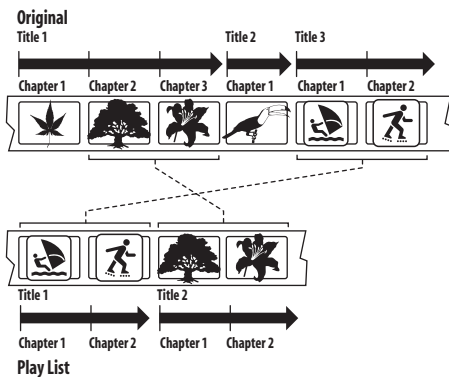 Original
Title 1 Title 2 Title 3
Chapter 1 Chapter 2 Chapter 3 Chapter 1 Chapter 1 Chapter 2
Title 1 Title 2
Chapter 1 Chapter 2 Chapter 1 Chapter 2
Play List